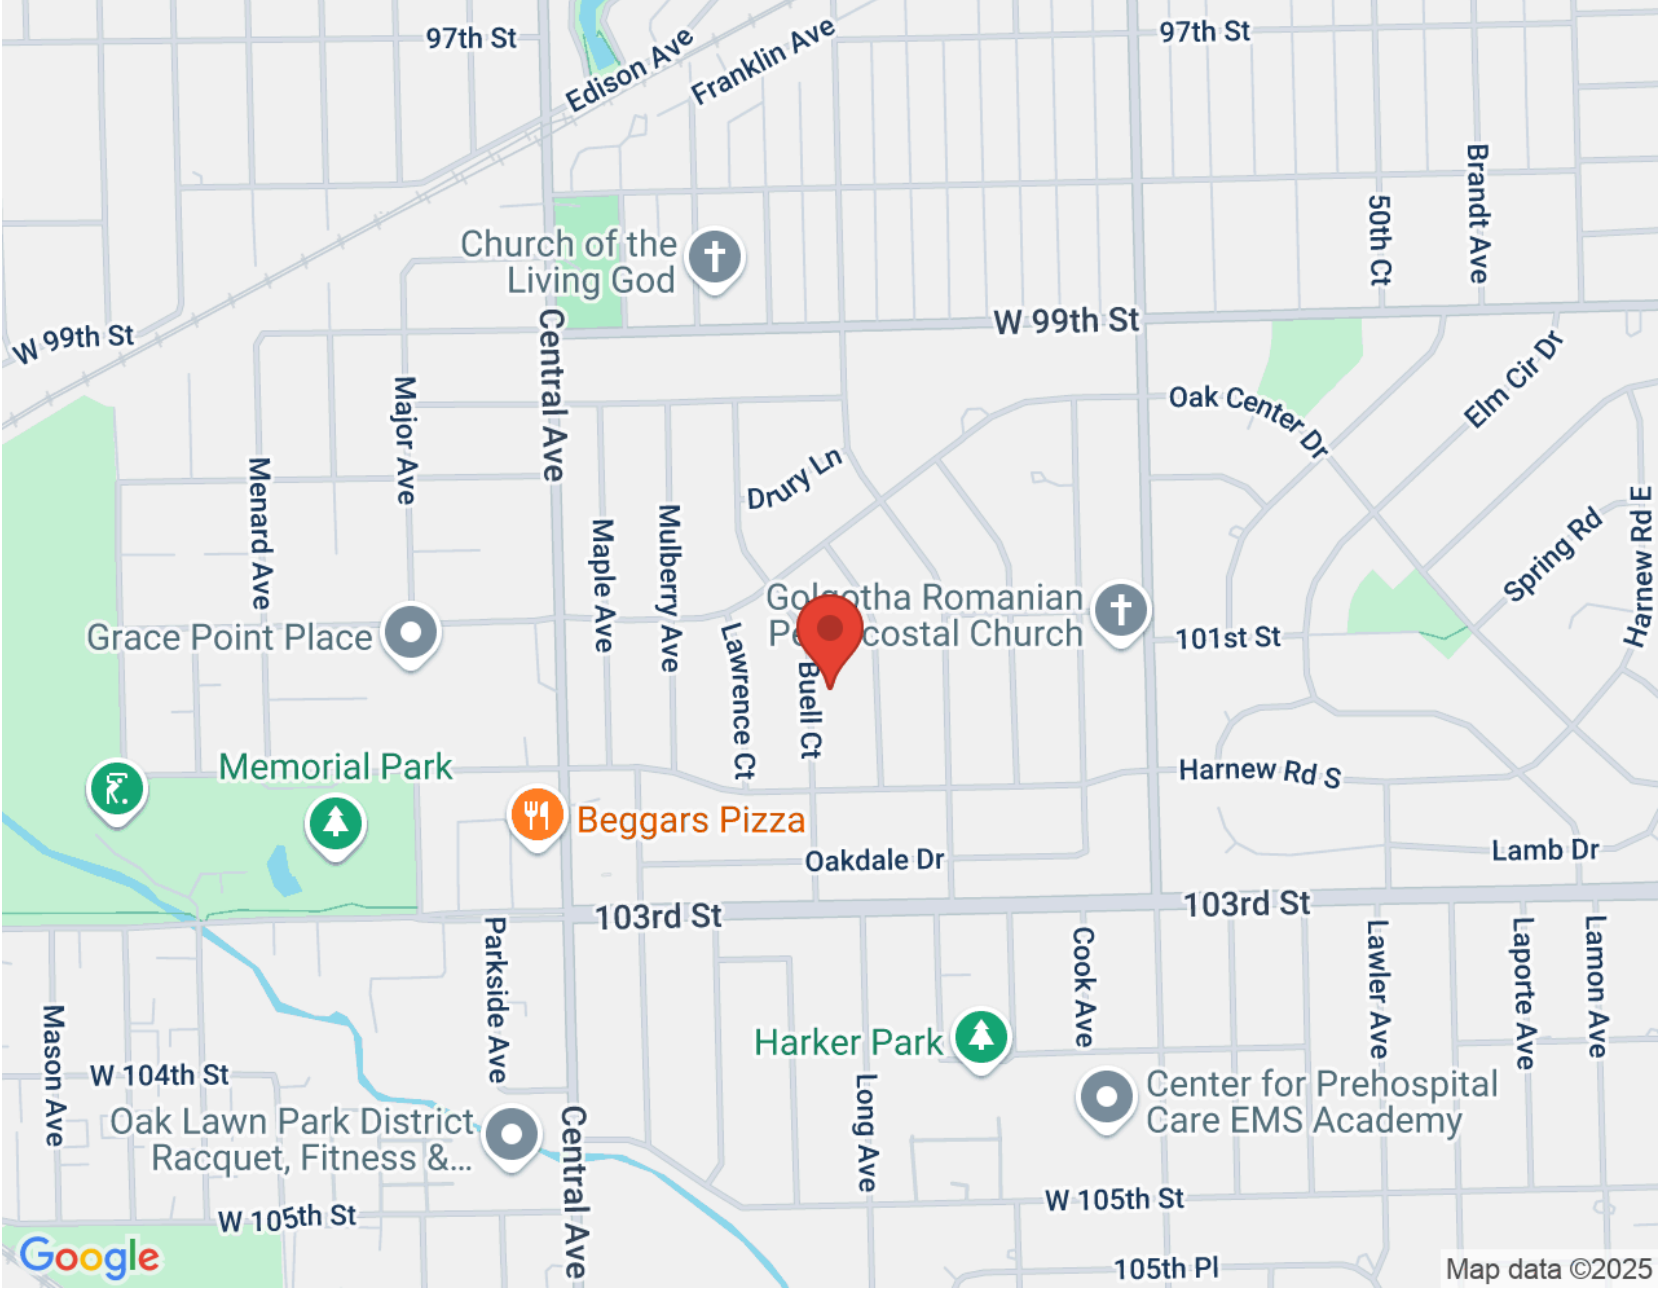 97th St
Edison Ave
Franklin Ave
97th St
Brandt Ave
50th Ct
Church of the
Living God
W 99th St
W 99th St
Central Ave
Major Ave
Oak Center Dr
Elm Cir Dr
Menard Ave
Drury Ln
Maple Ave
Mulberry Ave
Spring Rd
Harnew Rd E
Grace Point Place
Lawrence Ct
Golgotha Romanian
Pentecostal Church
101st St
Buell Ct
Memorial Park
Harnew Rd S
Beggars Pizza
Oakdale Dr
Lamb Dr
103rd St
103rd St
Parkside Ave
Cook Ave
Lawler Ave
Laporte Ave
Lamon Ave
Mason Ave
W 104th St
Harker Park
Long Ave
Center for Prehospital
Care EMS Academy
Oak Lawn Park District
Racquet, Fitness &...
Central Ave
W 105th St
W 105th St
105th Pl
Google
Map data ©2025